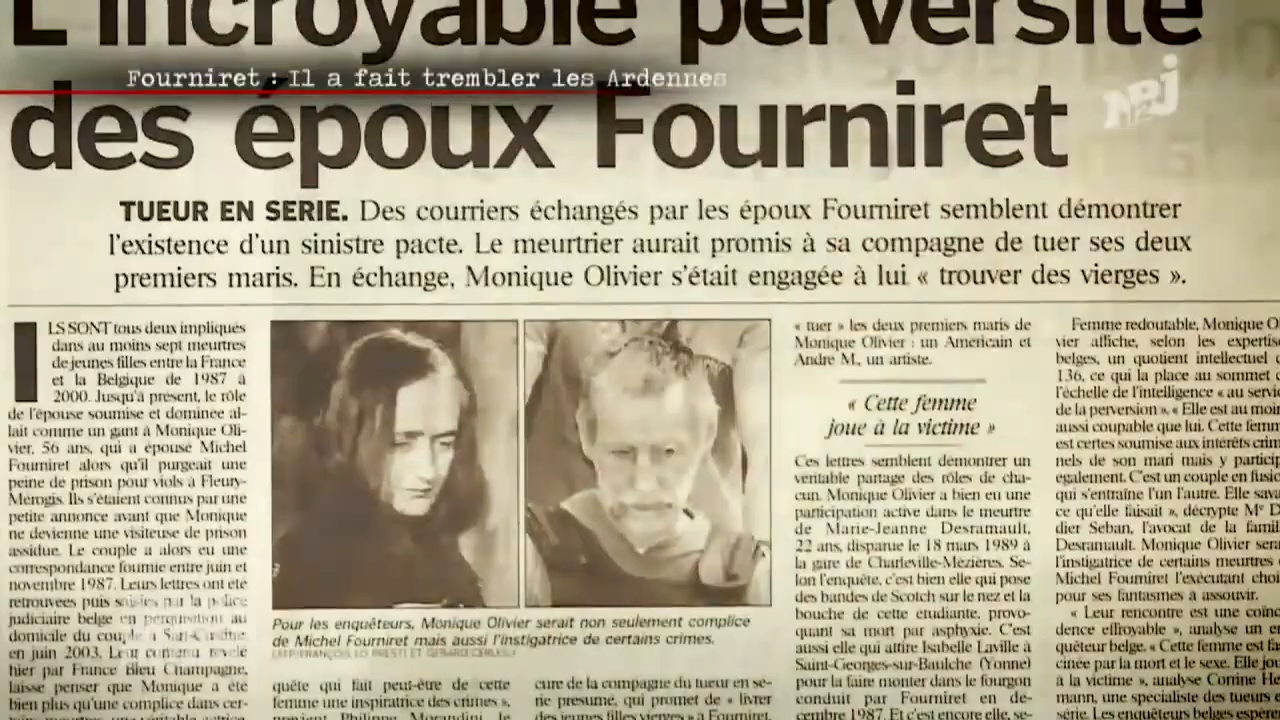 L'incroyable perversité
Fourniret : Il a fait trembler les Ardennes
NRJ
12
des époux Fourniret
TUEUR EN SERIE. Des courriers échangés par les époux Fourniret semblent démontrer
l'existence d'un sinistre pacte. Le meurtrier aurait promis à sa compagne de tuer ses deux
premiers maris. En échange, Monique Olivier s'était engagée à lui « trouver des vierges ».
ILS SONT tous deux impliqués
dans au moins sept meurtres
de jeunes filles entre la France
et la Belgique de 1987 à
2000. Jusqu'à présent, le rôle
de l'épouse soumise et dominée al-
lait comme un gant à Monique Oli-
vier, 56 ans, qui a épousé Michel
Fourniret alors qu'il purgeait une
peine de prison pour viols à Fleury-
Mérogis. Ils s'étaient connus par une
petite annonce avant que Monique
ne devienne une visiteuse de prison
assidue. Le couple a alors eu une
correspondance fournie entre juin et
novembre 1987. Leurs lettres ont été
retrouvées puis saisies par la police
judiciaire belge en perquisition au
domicile du couple à
en juin 2003. Leur contenu révélé
hier par France Bleu Champagne,
laisse penser que Monique a été
bien plus qu'une complice dans cer-
Pour les enquêteurs, Monique Olivier serait non seulement complice
de Michel Fourniret mais aussi l'instigatrice de certains crimes.
quête qui fait peut-être de cette
femme une inspiratrice des crimes »,
Philippe Morandini, le
cure de la compagne du tueur en sé-
rie présumé, qui promet de « livrer
des jeunes filles vierges » à Fourniret
« tuer » les deux premiers maris de
Monique Olivier : un Américain et
André M., un artiste.
« Cette femme
joue à la victime »
Ces lettres semblent démontrer un
véritable partage des rôles de cha-
cun. Monique Olivier a bien eu une
participation active dans le meurtre
de Marie-Jeanne Desramault,
22 ans, disparue le 18 mars 1989 à
la gare de Charleville-Mézières. Se-
lon l'enquête, c'est bien elle qui pose
des bandes de Scotch sur le nez et la
bouche de cette étudiante, provo-
quant sa mort par asphyxie. C'est
aussi elle qui attire Isabelle Laville à
Saint-Georges-sur-Baulche (Yonne)
pour la faire monter dans le fourgon
conduit par Fourniret en dé-
cembre 1987. Et c'est encore elle, se-
Femme redoutable, Monique O
vier affiche, selon les expertis
belges, un quotient intellectuel
136, ce qui la place au sommet
l'échelle de l'intelligence « au servi
de la perversion ». « Elle est au moin
aussi coupable que lui. Cette femm
est certes soumise aux intérêts crim
nels de son mari mais y particip
également. C'est un couple en fusio
qui s'entraîne l'un l'autre. Elle sava
ce qu'elle faisait », décrypte Me D
dier Seban, l'avocat de la famil
Desramault. Monique Olivier sera
l'instigatrice de certains meurtres
Michel Fourniret l'exécutant choi
pour ses fantasmes à assouvir.
« Leur rencontre est une coïnc
dence effroyable », analyse un en
quêteur belge. « Cette femme est fa
cinée par la mort et le sexe. Elle jou
à la victime », analyse Corrine He
mann, une spécialiste des tueurs
série. Les enquêteurs belges espère